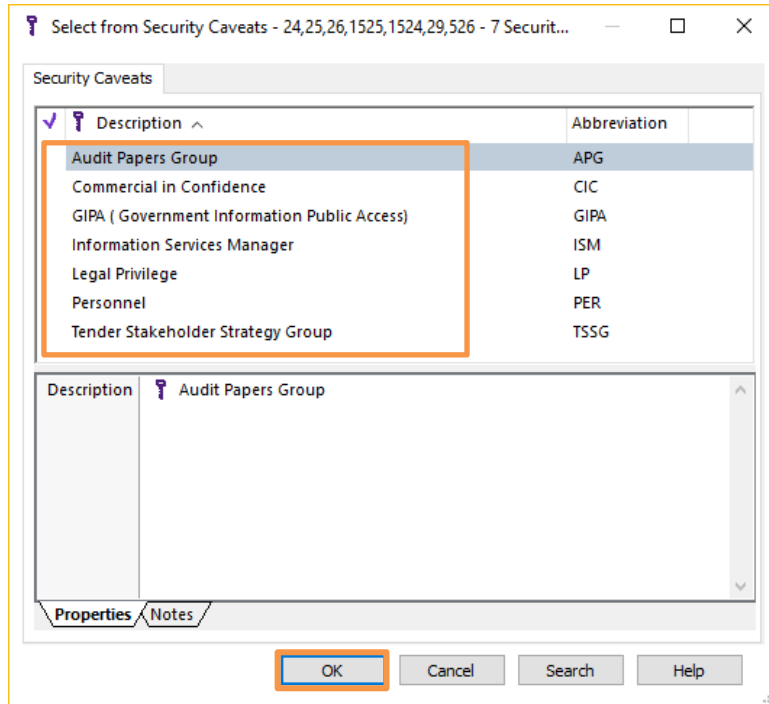 Select from Security Caveats - 24,25,26,1525,1524,29,526 - 7 Securit...
Security Caveats
Description Abbreviation
Audit Papers Group APG
Commercial in Confidence CIC
GIPA ( Government Information Public Access) GIPA
Information Services Manager ISM
Legal Privilege LP
Personnel PER
Tender Stakeholder Strategy Group TSSG
Description Audit Papers Group
Properties Notes
OK Cancel Search Help